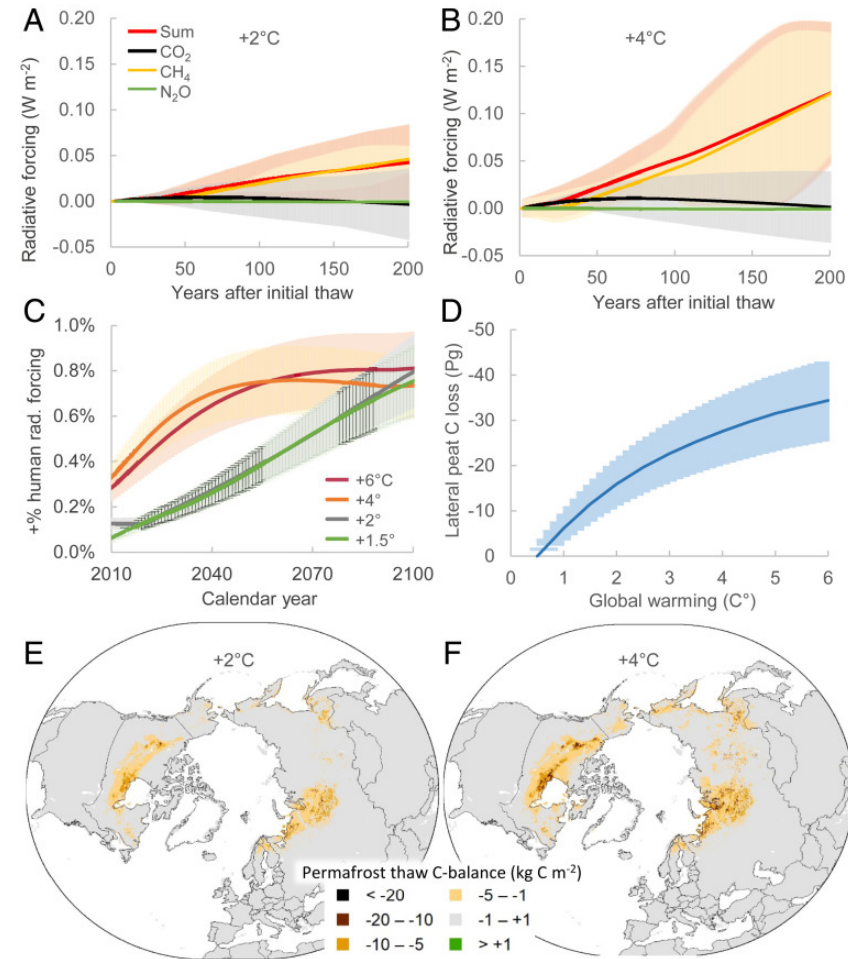 A
+2°C
Sum
CO₂
CH₄
N₂O
0.20
0.15
0.10
0.05
0.00
-0.05
Radiative forcing (W m⁻²)
0
50
100
150
200
Years after initial thaw
B
+4°C
0.20
0.15
0.10
0.05
0.00
-0.05
Radiative forcing (W m⁻²)
0
50
100
150
200
Years after initial thaw
C
1.0%
0.8%
0.6%
0.4%
0.2%
0.0%
+% human rad. forcing
+6°C
+4°
+2°
+1.5°
2010
2040
2070
2100
Calendar year
D
-50
-40
-30
-20
-10
0
Lateral peat C loss (Pg)
0
1
2
3
4
5
6
Global warming (C°)
E
+2°C
F
+4°C
Permafrost thaw C-balance (kg C m⁻²)
< -20
-20 – -10
-10 – -5
-5 – -1
-1 – +1
> +1